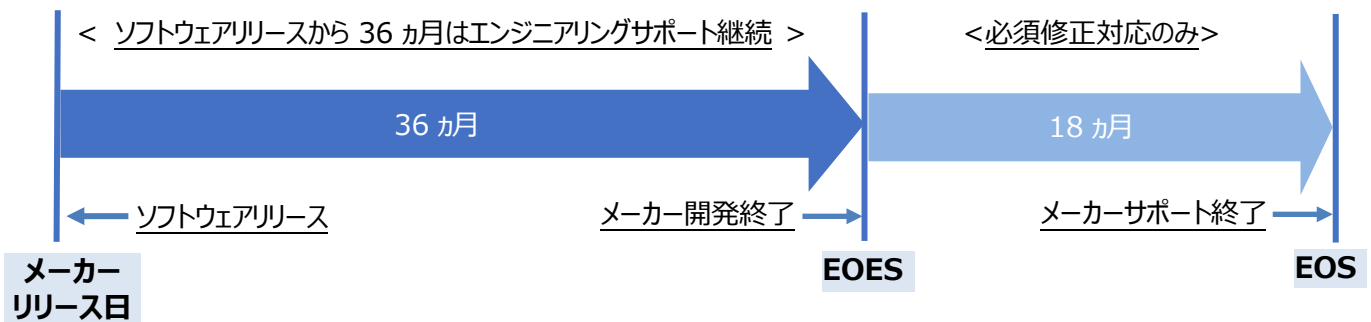 < ソフトウェアリリースから 36 ヵ月はエンジニアリングサポート継続 >
<必須修正対応のみ>
36 ヵ月
18 ヵ月
ソフトウェアリリース
メーカー開発終了
メーカーサポート終了
メーカー
リリース日
EOES
EOS